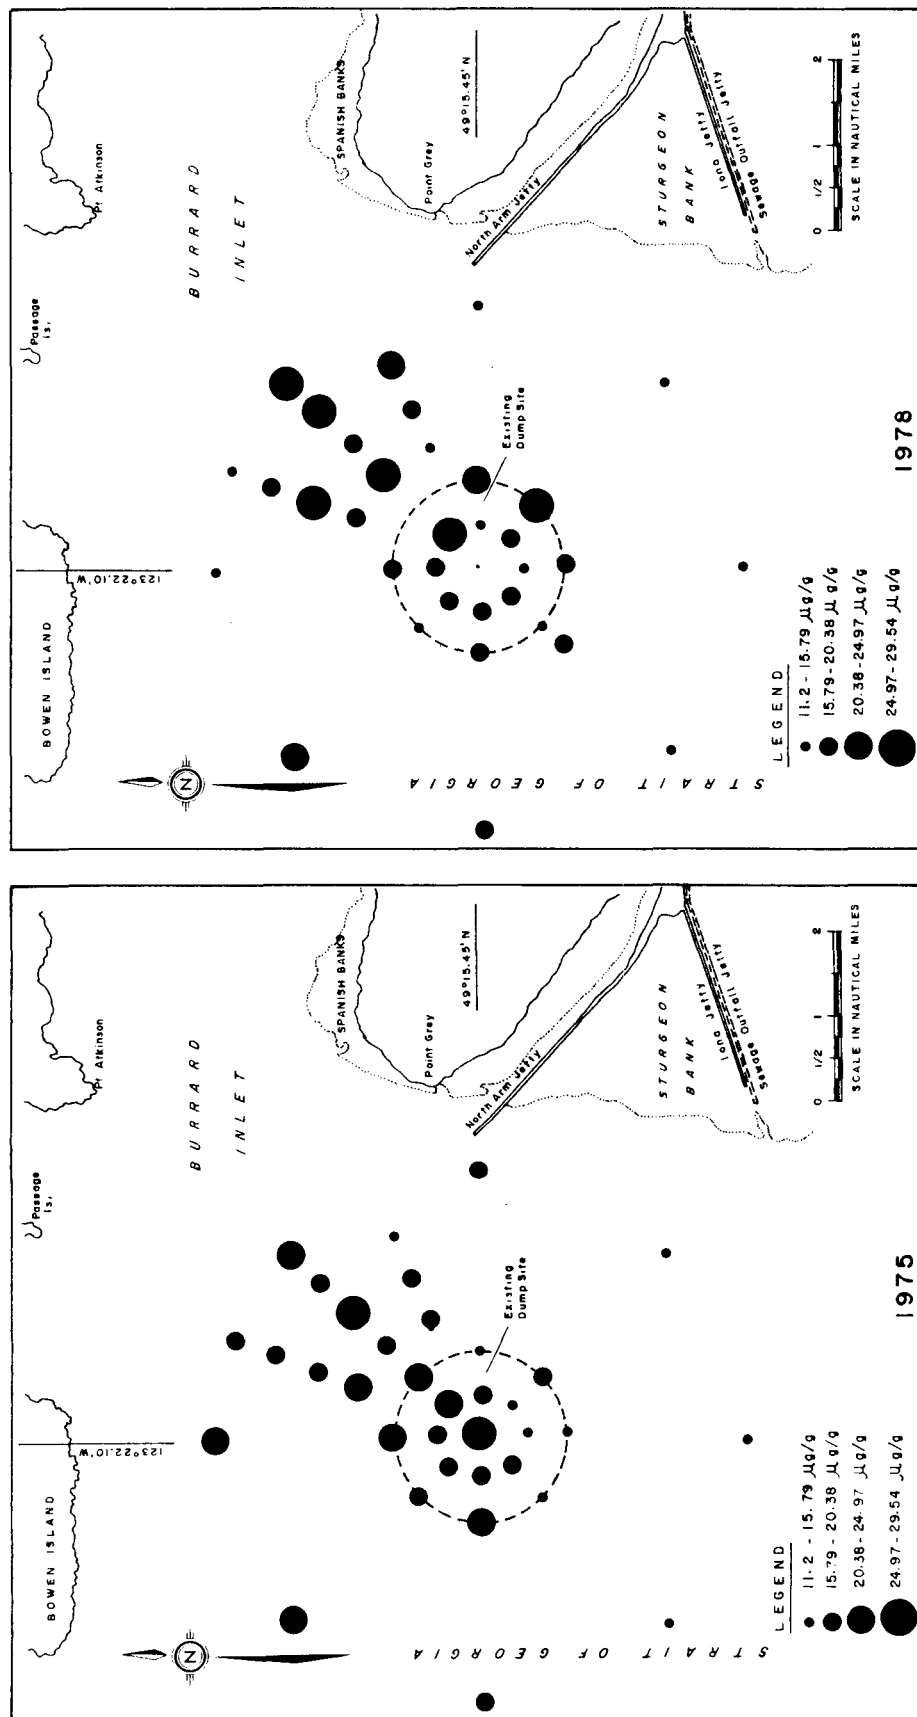 Pt Atkinson
Passage
Isl.
BOWEN ISLAND
BURRARD
INLET
SPANISH BANKS
Point Grey
123°22.10'W
49°15.45'N
N
North Arm Jetty
Existing
Dump Site
STURGEON
BANK
Iona Jetty
Sewage Outfall Jetty
STRAIT OF GEORGIA
LEGEND
11.2 - 15.79 µg/g
15.79 - 20.38 µg/g
20.38 - 24.97 µg/g
24.97 - 29.54 µg/g
1978
0 1/2 1 2
SCALE IN NAUTICAL MILES
Pt Atkinson
Passage
Isl.
BOWEN ISLAND
BURRARD
INLET
SPANISH BANKS
Point Grey
123°22.10'W
49°15.45'N
N
North Arm Jetty
Existing
Dump Site
STURGEON
BANK
Iona Jetty
Sewage Outfall Jetty
STRAIT OF GEORGIA
LEGEND
11.2 - 15.79 µg/g
15.79 - 20.38 µg/g
20.38 - 24.97 µg/g
24.97 - 29.54 µg/g
1975
0 1/2 1 2
SCALE IN NAUTICAL MILES